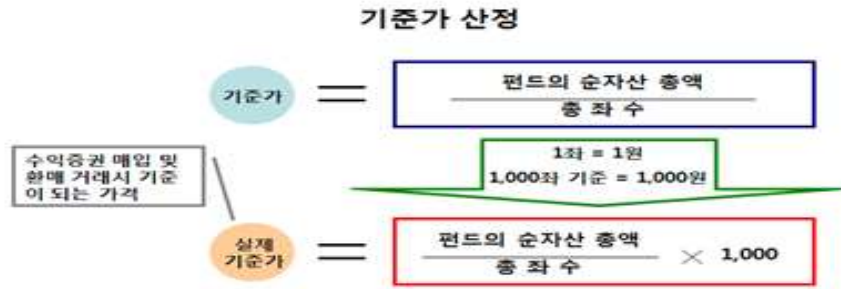 기준가 산정
기준가
=
펀드의 순자산 총액
총 좌 수
수익증권 매입 및
환매 거래시 기준
이 되는 가격
1좌 = 1원
1,000좌 기준 = 1,000원
실제
기준가
=
펀드의 순자산 총액
총 좌 수
× 1,000